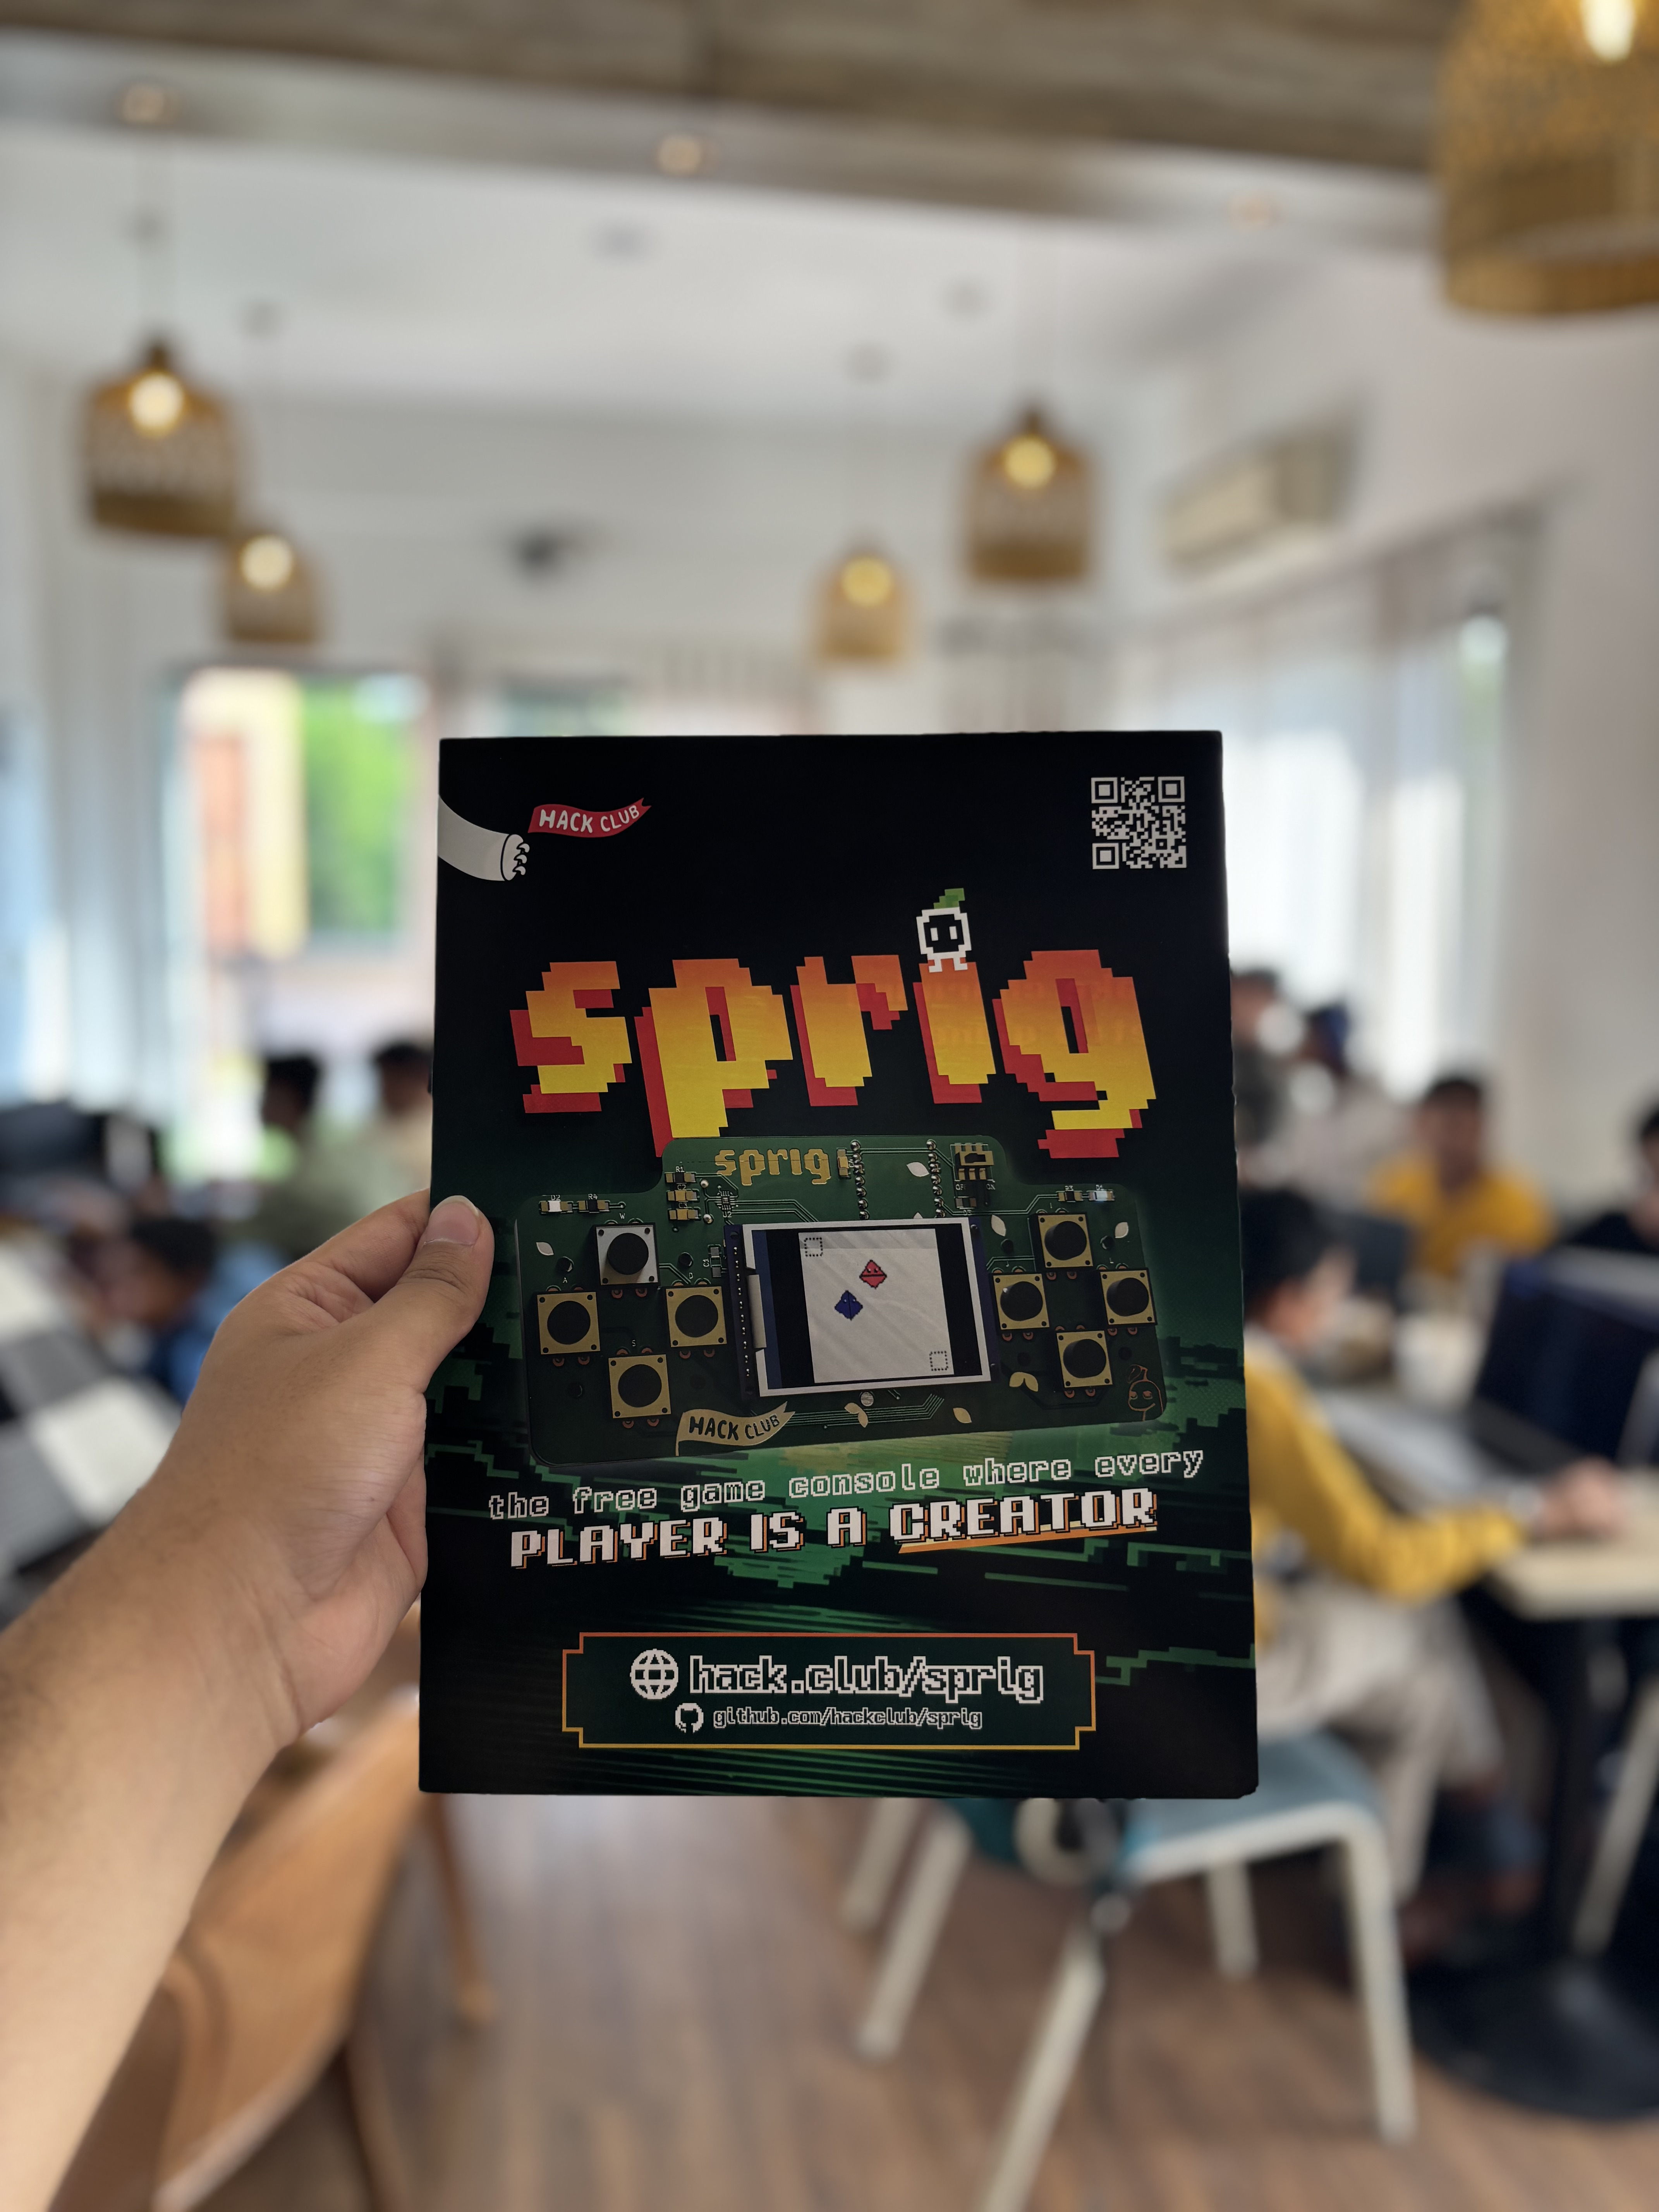 HACK CLUB
sprig
sprig
HACK CLUB
the free game console where every
PLAYER IS A CREATOR
hack.club/sprig
github.com/hackclub/sprig